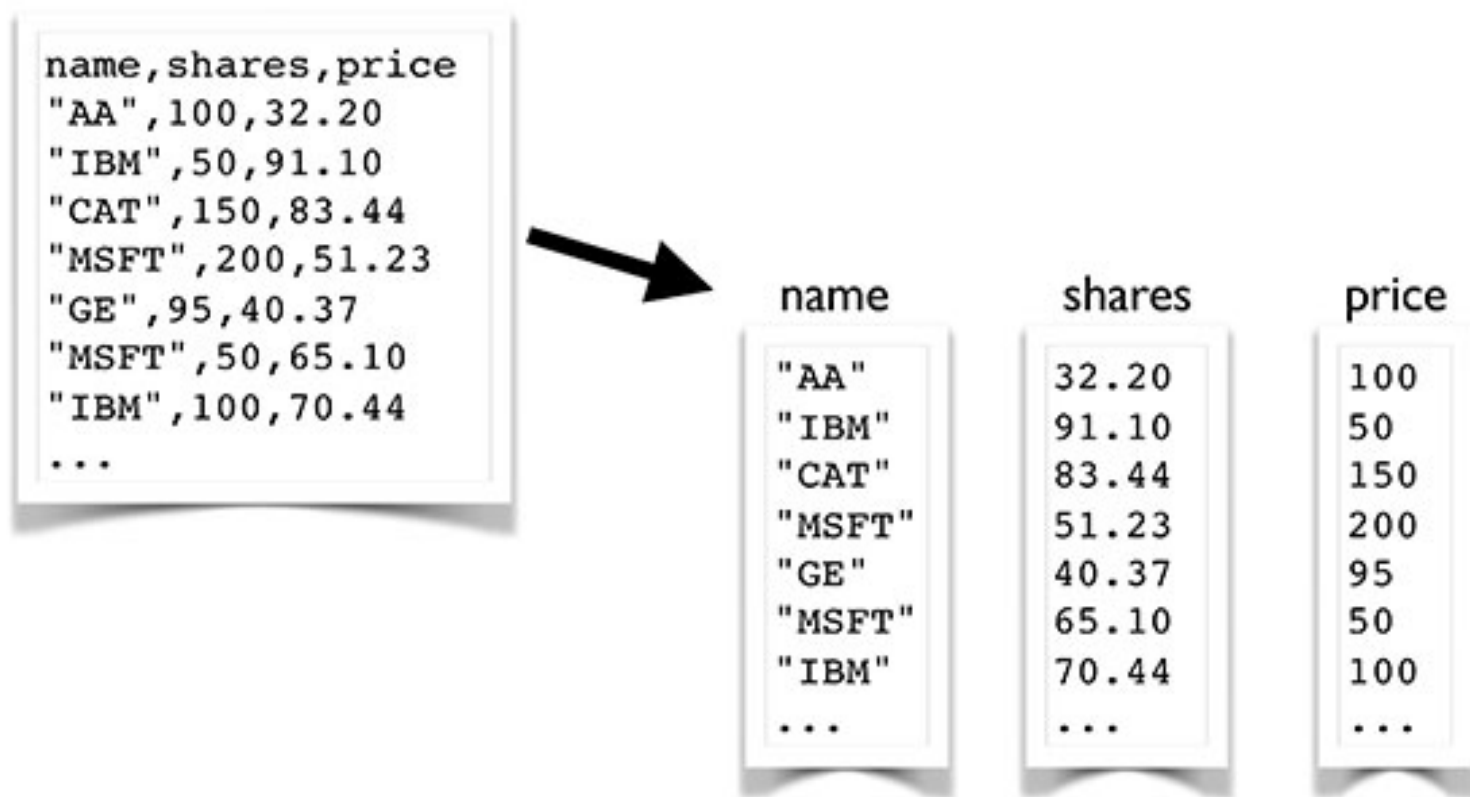 name,shares,price
"AA",100,32.20
"IBM",50,91.10
"CAT",150,83.44
"MSFT",200,51.23
"GE",95,40.37
"MSFT",50,65.10
"IBM",100,70.44
...
name
"AA"
"IBM"
"CAT"
"MSFT"
"GE"
"MSFT"
"IBM"
...
shares
32.20
91.10
83.44
51.23
40.37
65.10
70.44
...
price
100
50
150
200
95
50
100
...